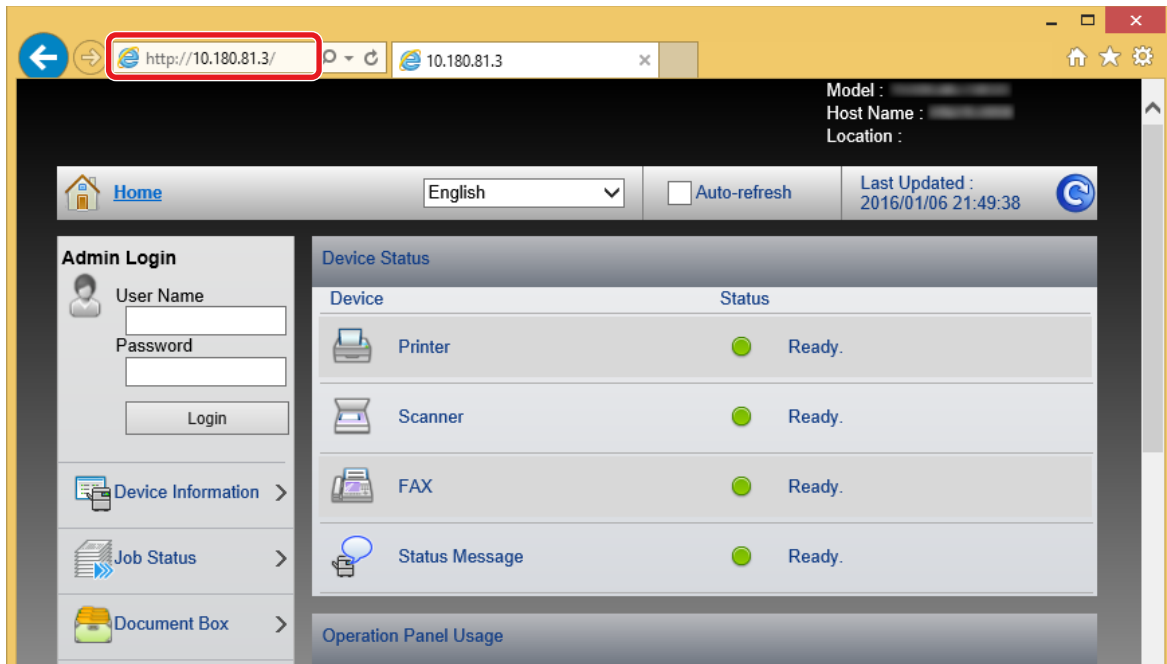 http://10.180.81.3/
10.180.81.3
Model :
Host Name :
Location :
Home
English
Auto-refresh
Last Updated :
2016/01/06 21:49:38
Admin Login
User Name
Password
Login
Device Information
Job Status
Document Box
Device Status
Device Status
Printer Ready.
Scanner Ready.
FAX Ready.
Status Message Ready.
Operation Panel Usage